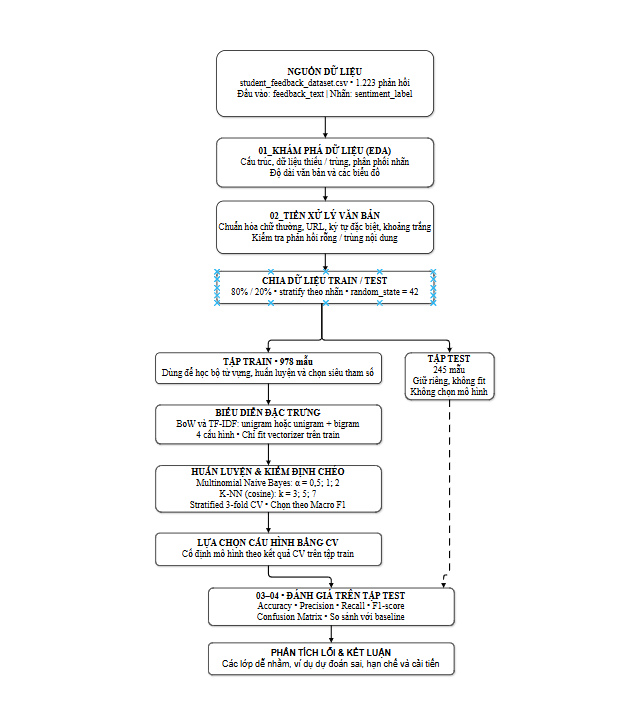 NGUỒN DỮ LIỆU
student_feedback_dataset.csv • 1.223 phản hồi
Đầu vào: feedback_text | Nhãn: sentiment_label
01_KHÁM PHÁ DỮ LIỆU (EDA)
Cấu trúc, dữ liệu thiếu / trùng, phân phối nhãn
Độ dài văn bản và các biểu đồ
02_TIỀN XỬ LÝ VĂN BẢN
Chuẩn hóa chữ thường, URL, ký tự đặc biệt, khoảng trắng
Kiểm tra phản hồi rỗng / trùng nội dung
CHIA DỮ LIỆU TRAIN / TEST
80% / 20% • stratify theo nhãn • random_state = 42
TẬP TRAIN • 978 mẫu
Dùng để học bộ từ vựng, huấn luyện và chọn siêu tham số
TẬP TEST
245 mẫu
Giữ riêng, không fit
Không chọn mô hình
BIỂU DIỄN ĐẶC TRƯNG
BoW và TF-IDF: unigram hoặc unigram + bigram
4 cấu hình • Chỉ fit vectorizer trên train
HUẤN LUYỆN & KIỂM ĐỊNH CHÉO
Multinomial Naive Bayes: α = 0,5; 1; 2
K-NN (cosine): k = 3; 5; 7
Stratified 3-fold CV • Chọn theo Macro F1
LỰA CHỌN CẤU HÌNH BẰNG CV
Cố định mô hình theo kết quả CV trên tập train
03–04 • ĐÁNH GIÁ TRÊN TẬP TEST
Accuracy • Precision • Recall • F1-score
Confusion Matrix • So sánh với baseline
PHÂN TÍCH LỖI & KẾT LUẬN
Các lớp dễ nhầm, ví dụ dự đoán sai, hạn chế và cải tiến